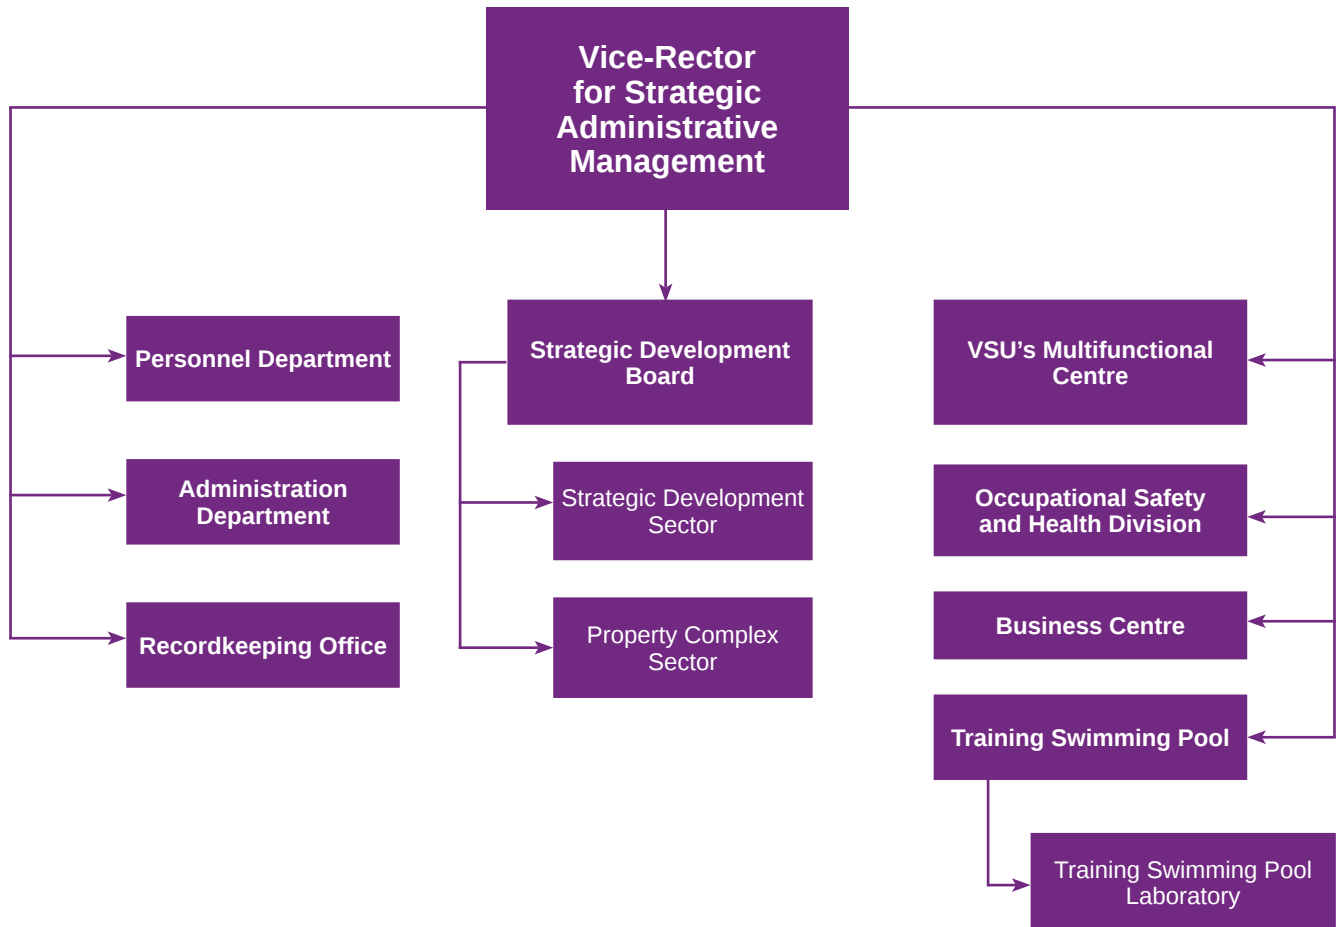 Vice-Rector
for Strategic
Administrative
Management
Personnel Department
Administration
Department
Recordkeeping Office
Strategic Development
Board
Strategic Development
Sector
Property Complex
Sector
VSU’s Multifunctional
Centre
Occupational Safety
and Health Division
Business Centre
Training Swimming Pool
Training Swimming Pool
Laboratory